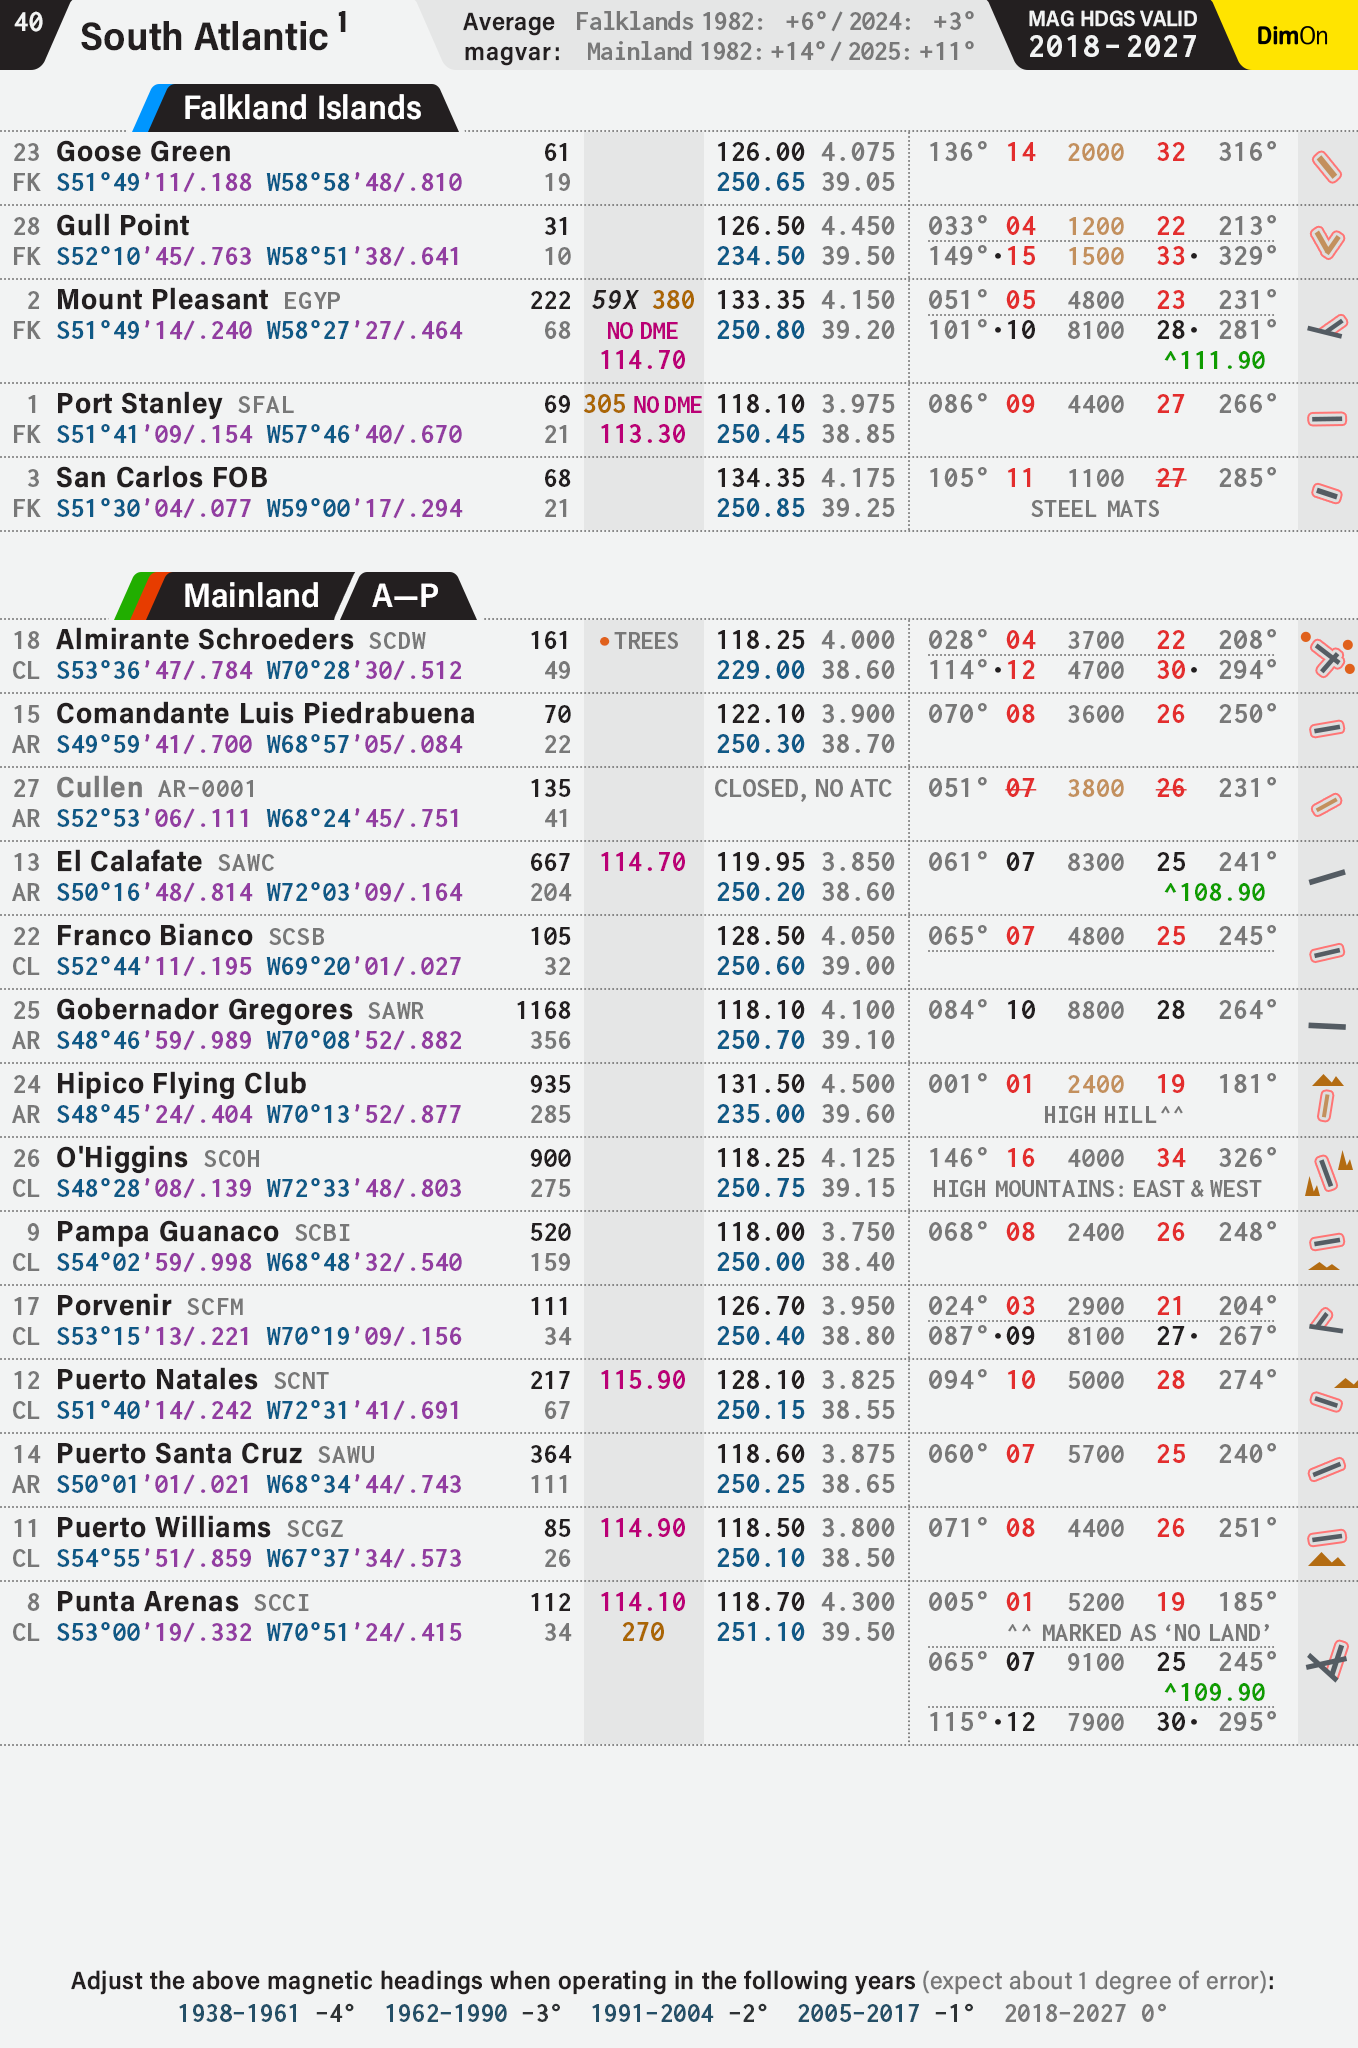 40 South Atlantic 1 Average Falklands 1982: +6°/2024: +3° MAG HDGS VALID DimOn
magvar: Mainland 1982: +14°/2025: +11° 2018-2027
Falkland Islands
23 Goose Green 61 126.00 4.075 136° 14 2000 32 316°
FK S51°49'11/.188 W58°58'48/.810 19 250.65 39.05
28 Gull Point 31 126.50 4.450 033° 04 1200 22 213°
FK S52°10'45/.763 W58°51'38/.641 10 234.50 39.50 149°•15 1500 33• 329°
2 Mount Pleasant EGYP 222 59X 380 133.35 4.150 051° 05 4800 23 231°
FK S51°49'14/.240 W58°27'27/.464 68 NO DME 250.80 39.20 101°•10 8100 28• 281°
114.70 ^111.90
1 Port Stanley SFAL 69 305 NO DME 118.10 3.975 086° 09 4400 27 266°
FK S51°41'09/.154 W57°46'40/.670 21 113.30 250.45 38.85
3 San Carlos FOB 68 134.35 4.175 105° 11 1100 27 285°
FK S51°30'04/.077 W59°00'17/.294 21 250.85 39.25 STEEL MATS
Mainland / A—P
18 Almirante Schroeders SCDW 161 •TREES 118.25 4.000 028° 04 3700 22 208°
CL S53°36'47/.784 W70°28'30/.512 49 229.00 38.60 114°•12 4700 30• 294°
15 Comandante Luis Piedrabuena 70 122.10 3.900 070° 08 3600 26 250°
AR S49°59'41/.700 W68°57'05/.084 22 250.30 38.70
27 Cullen AR-0001 135 CLOSED, NO ATC 051° 07 3800 26 231°
AR S52°53'06/.111 W68°24'45/.751 41
13 El Calafate SAWC 667 114.70 119.95 3.850 061° 07 8300 25 241°
AR S50°16'48/.814 W72°03'09/.164 204 250.20 38.60 ^108.90
22 Franco Bianco SCSB 105 128.50 4.050 065° 07 4800 25 245°
CL S52°44'11/.195 W69°20'01/.027 32 250.60 39.00
25 Gobernador Gregores SAWR 1168 118.10 4.100 084° 10 8800 28 264°
AR S48°46'59/.989 W70°08'52/.882 356 250.70 39.10
24 Hipico Flying Club 935 131.50 4.500 001° 01 2400 19 181°
AR S48°45'24/.404 W70°13'52/.877 285 235.00 39.60 HIGH HILL^^
26 O'Higgins SCOH 900 118.25 4.125 146° 16 4000 34 326°
CL S48°28'08/.139 W72°33'48/.803 275 250.75 39.15 HIGH MOUNTAINS: EAST & WEST
9 Pampa Guanaco SCBI 520 118.00 3.750 068° 08 2400 26 248°
CL S54°02'59/.998 W68°48'32/.540 159 250.00 38.40
17 Porvenir SCFM 111 126.70 3.950 024° 03 2900 21 204°
CL S53°15'13/.221 W70°19'09/.156 34 250.40 38.80 087°•09 8100 27• 267°
12 Puerto Natales SCNT 217 115.90 128.10 3.825 094° 10 5000 28 274°
CL S51°40'14/.242 W72°31'41/.691 67 250.15 38.55
14 Puerto Santa Cruz SAWU 364 118.60 3.875 060° 07 5700 25 240°
AR S50°01'01/.021 W68°34'44/.743 111 250.25 38.65
11 Puerto Williams SCGZ 85 114.90 118.50 3.800 071° 08 4400 26 251°
CL S54°55'51/.859 W67°37'34/.573 26 250.10 38.50
8 Punta Arenas SCCI 112 114.10 118.70 4.300 005° 01 5200 19 185°
CL S53°00'19/.332 W70°51'24/.415 34 270 251.10 39.50 ^^ MARKED AS ‘NO LAND’
065° 07 9100 25 245°
^109.90
115°•12 7900 30• 295°
Adjust the above magnetic headings when operating in the following years (expect about 1 degree of error):
1938-1961 -4° 1962-1990 -3° 1991-2004 -2° 2005-2017 -1° 2018-2027 0°